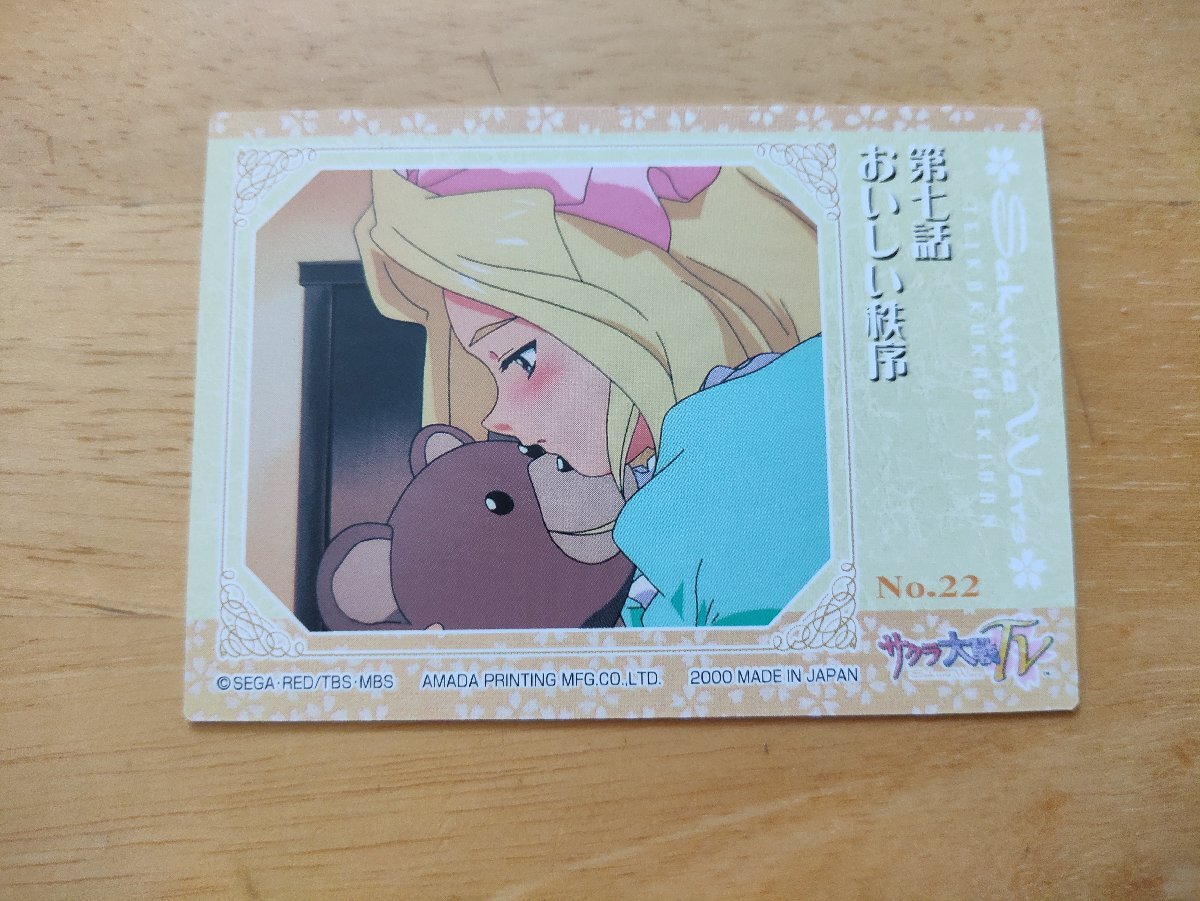 第七話
おいしい秩序
Sakura Wars
TEIKOKUKAGEKIDAN
No.22
サクラ大戦TV
©SEGA・RED/TBS・MBS AMADA PRINTING MFG.CO.,LTD. 2000 MADE IN JAPAN